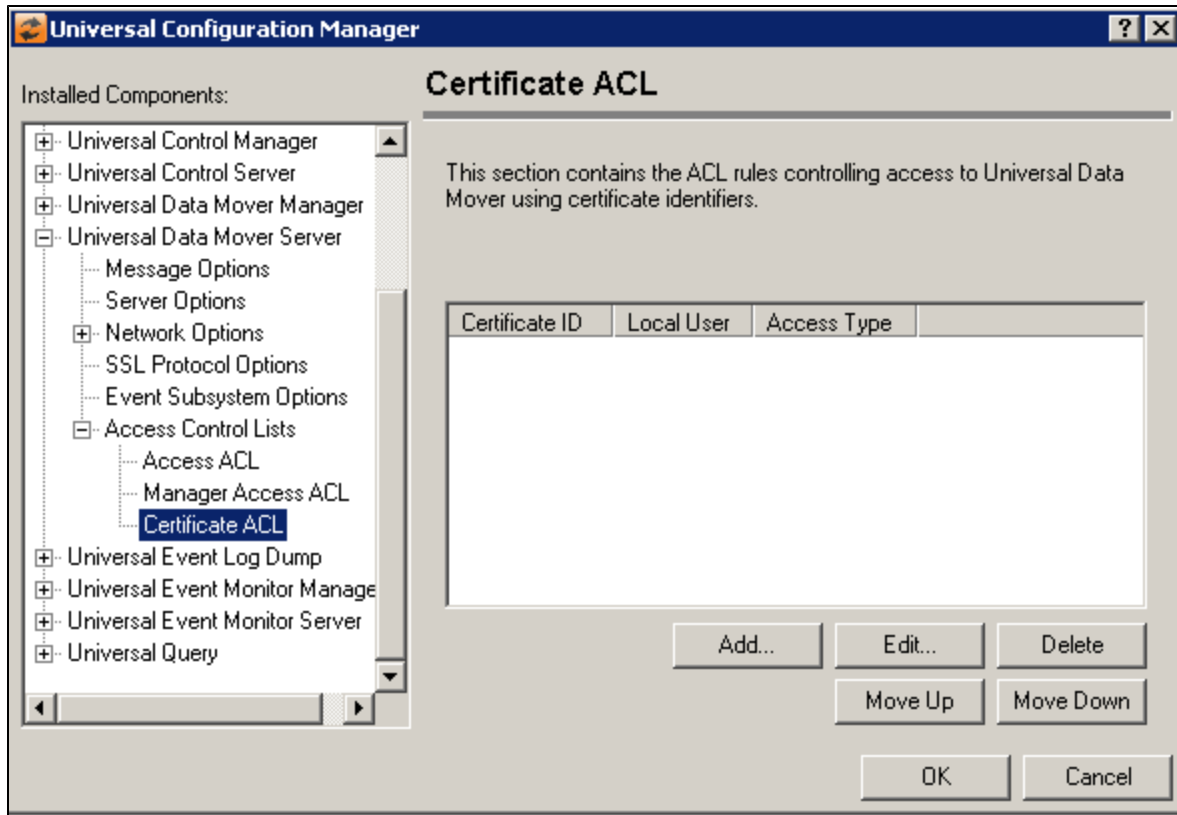 Universal Configuration Manager
Installed Components:
Universal Control Manager
Universal Control Server
Universal Data Mover Manager
Universal Data Mover Server
Message Options
Server Options
Network Options
SSL Protocol Options
Event Subsystem Options
Access Control Lists
Access ACL
Manager Access ACL
Certificate ACL
Universal Event Log Dump
Universal Event Monitor Manage
Universal Event Monitor Server
Universal Query
Certificate ACL
This section contains the ACL rules controlling access to Universal Data
Mover using certificate identifiers.
Certificate ID Local User Access Type
Add... Edit... Delete
Move Up Move Down
OK Cancel